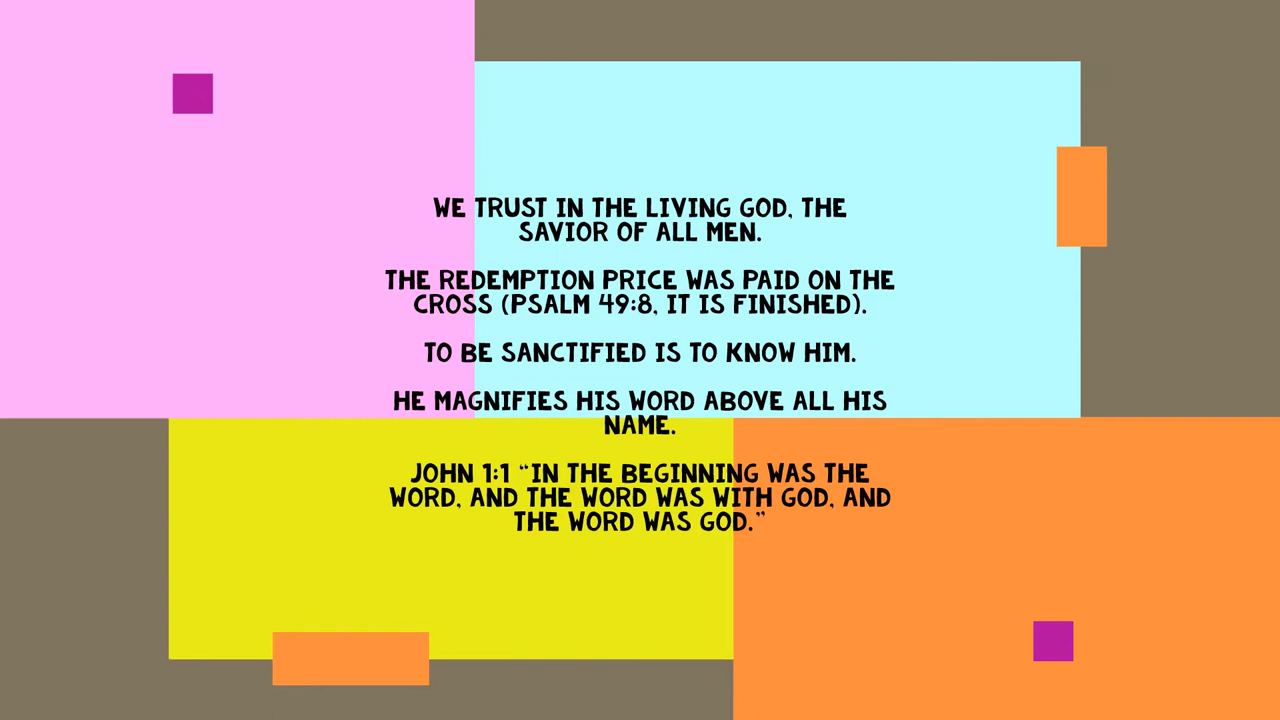 WE TRUST IN THE LIVING GOD, THE
SAVIOR OF ALL MEN.
THE REDEMPTION PRICE WAS PAID ON THE
CROSS (PSALM 49:8, IT IS FINISHED).
TO BE SANCTIFIED IS TO KNOW HIM.
HE MAGNIFIES HIS WORD ABOVE ALL HIS
NAME.
JOHN 1:1 “IN THE BEGINNING WAS THE
WORD, AND THE WORD WAS WITH GOD, AND
THE WORD WAS GOD.”